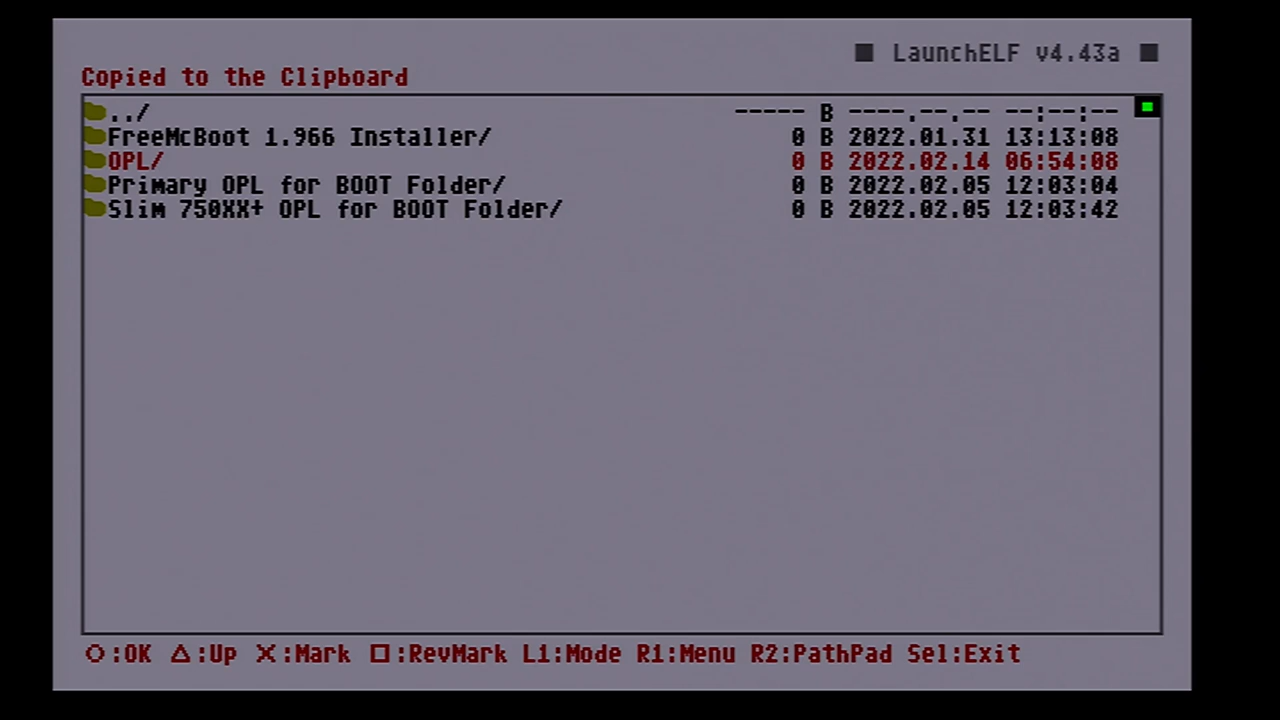 ■ LaunchELF v4.43a ■
Copied to the Clipboard
../ ----- B ----.--.-- --:--:--
FreeMcBoot 1.966 Installer/ 0 B 2022.01.31 13:13:08
OPL/ 0 B 2022.02.14 06:54:08
Primary OPL for BOOT Folder/ 0 B 2022.02.05 12:03:04
Slim 750XX+ OPL for BOOT Folder/ 0 B 2022.02.05 12:03:42
○:OK △:Up ✕:Mark □:RevMark L1:Mode R1:Menu R2:PathPad Sel:Exit